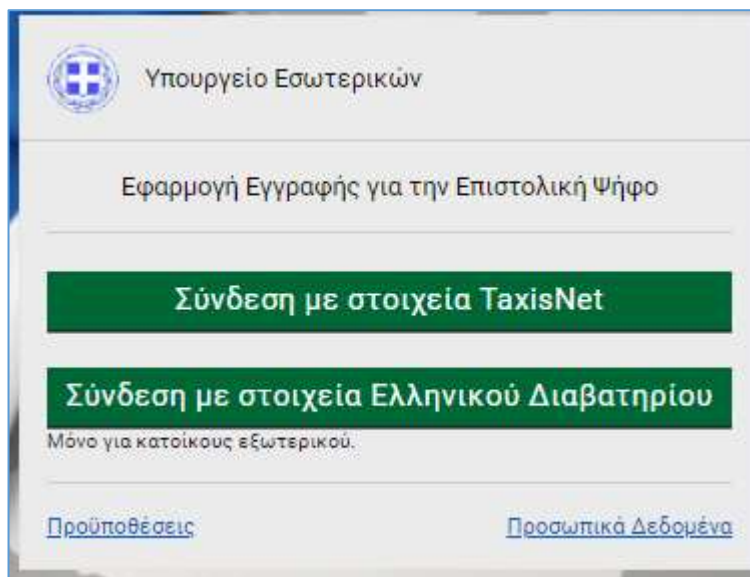 Υπουργείο Εσωτερικών
Εφαρμογή Εγγραφής για την Επιστολική Ψήφο
Σύνδεση με στοιχεία TaxisNet
Σύνδεση με στοιχεία Ελληνικού Διαβατηρίου
Μόνο για κατοίκους εξωτερικού.
Προϋποθέσεις
Προσωπικά Δεδομένα